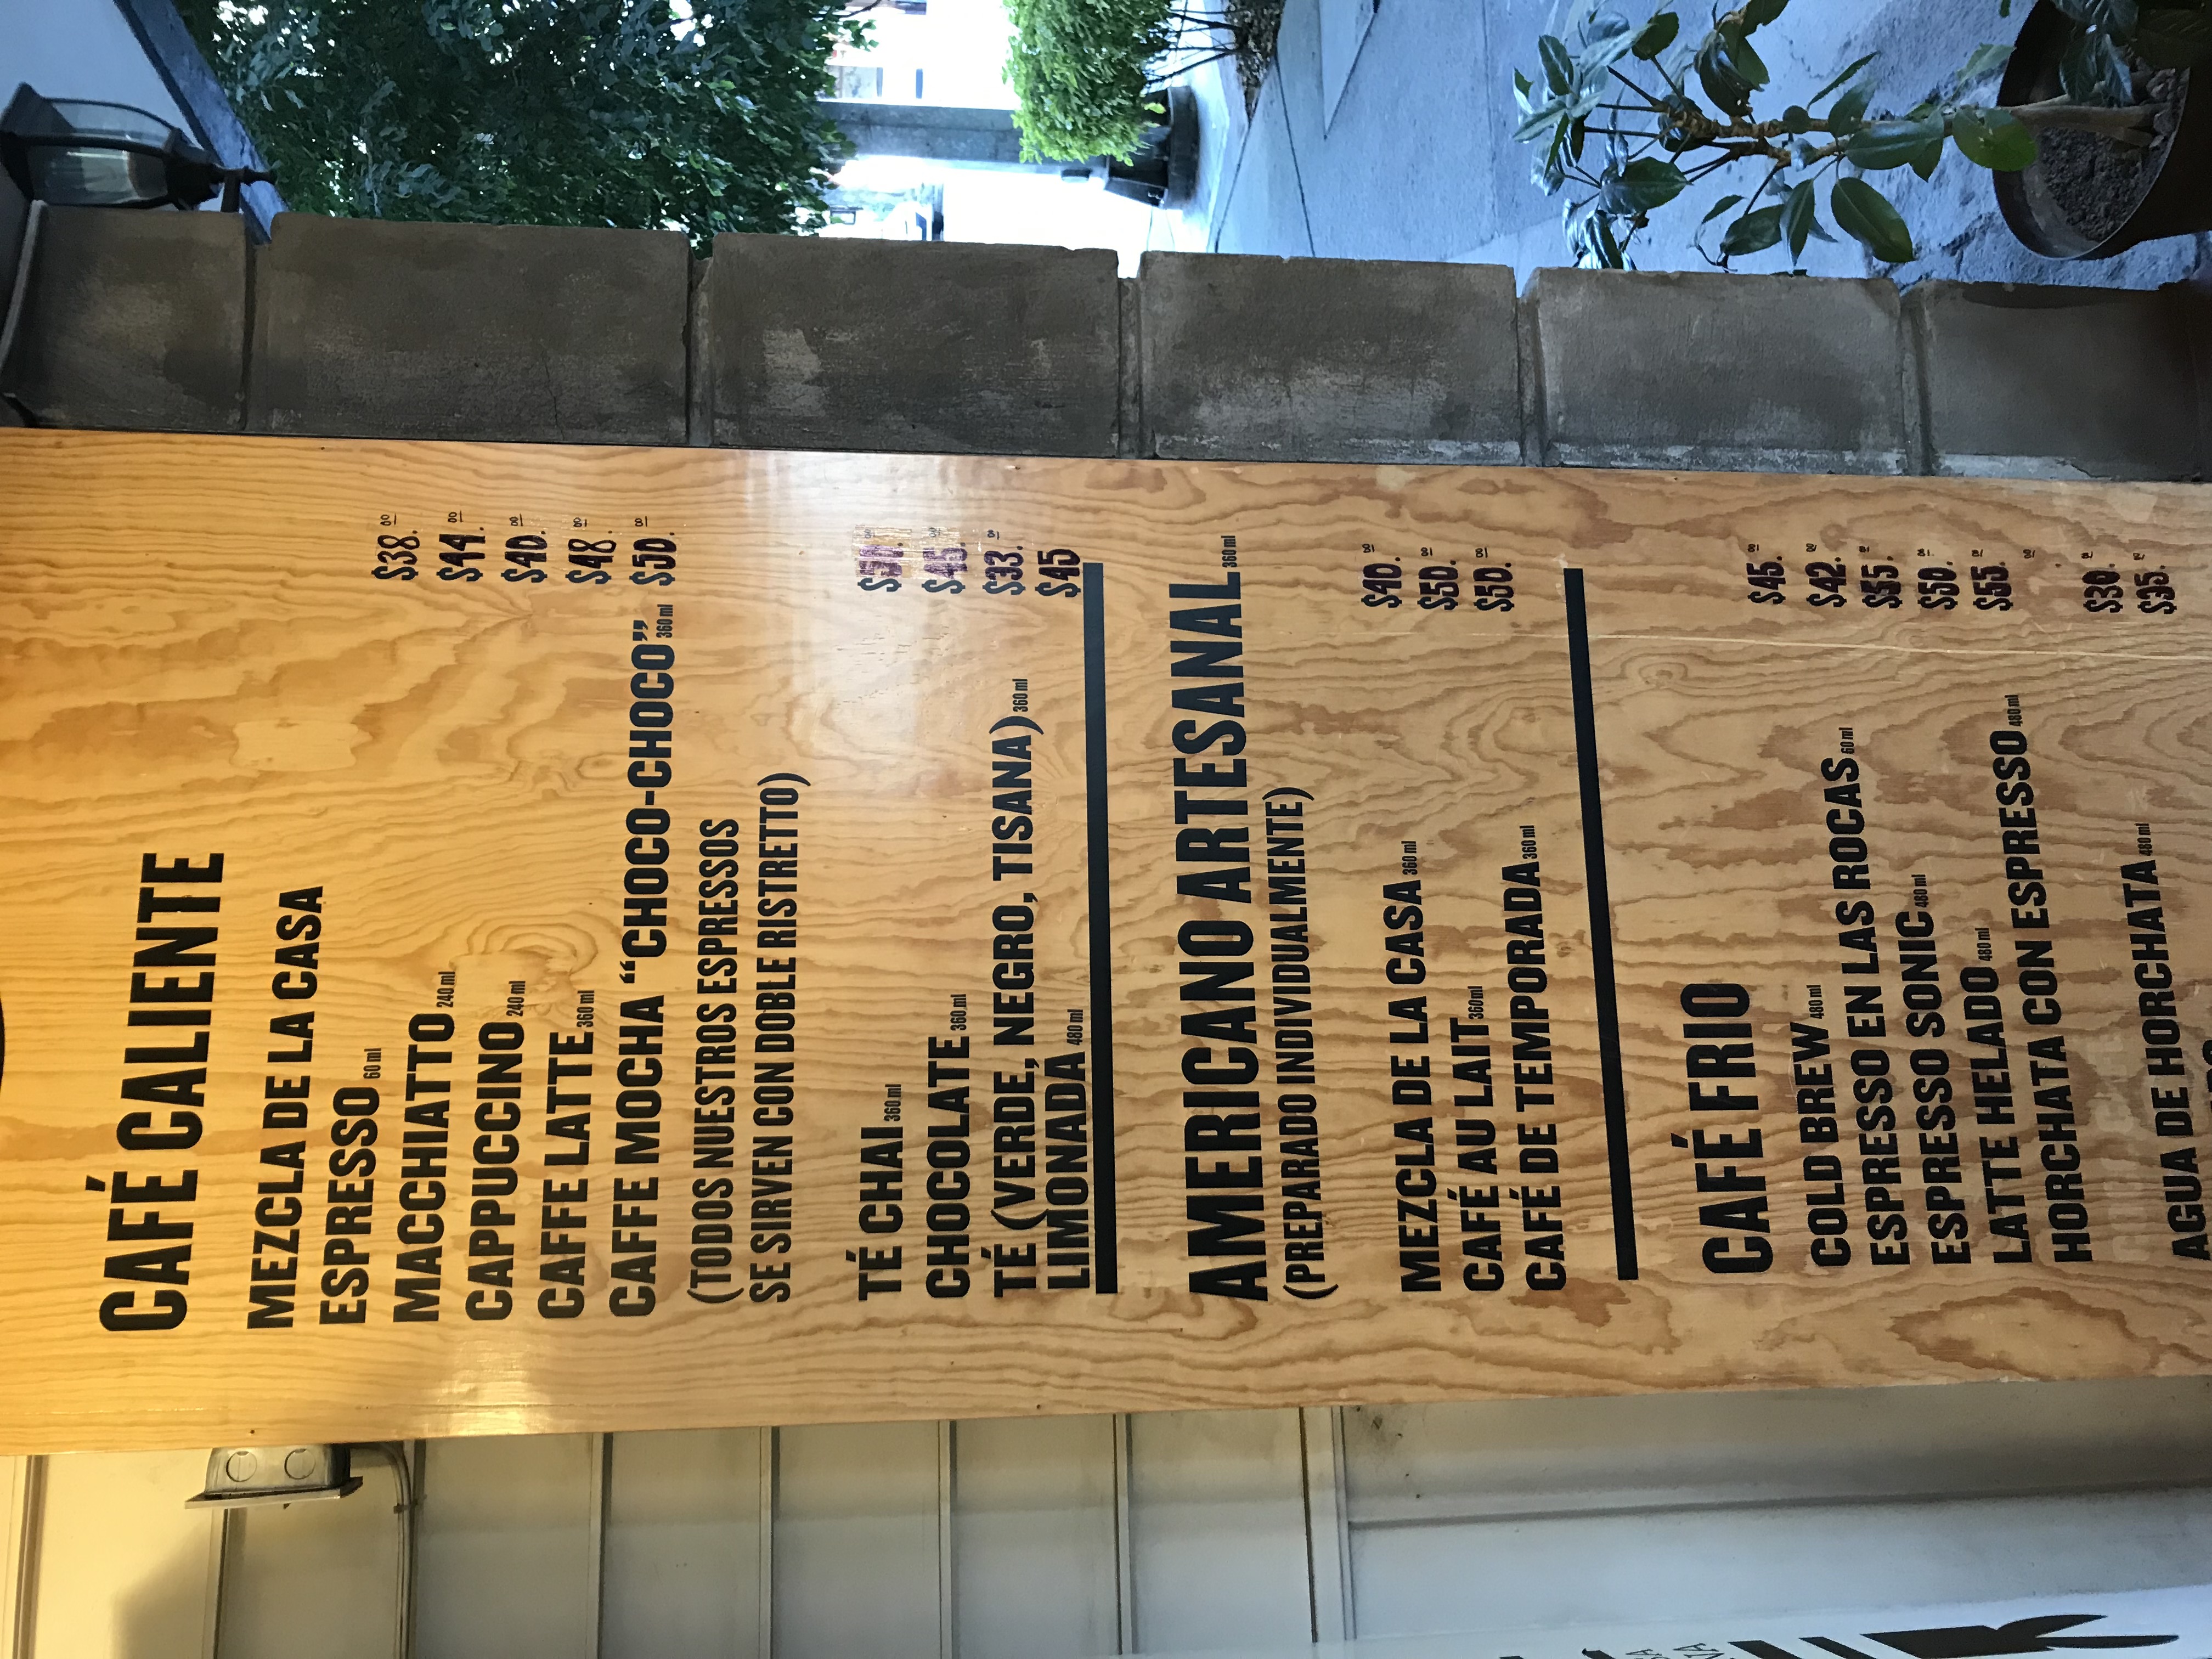 CAFÉ CALIENTE
MEZCLA DE LA CASA
ESPRESSO 60 ml $38.00
MACCHIATTO 240 ml $44.00
CAPPUCCINO 240 ml $40.00
CAFFE LATTE 360 ml $48.00
CAFFE MOCHA “CHOCO-CHOCO” 360 ml $50.00
(TODOS NUESTROS ESPRESSOS
SE SIRVEN CON DOBLE RISTRETTO)
TÉ CHAI 360 ml
CHOCOLATE 360 ml $45.00
TÉ (VERDE, NEGRO, TISANA) 360 ml $33.00
LIMONADA 480 ml $45
AMERICANO ARTESANAL 360 ml
(PREPARADO INDIVIDUALMENTE)
MEZCLA DE LA CASA 360 ml $40.00
CAFÉ AU LAIT 360 ml $50.00
CAFÉ DE TEMPORADA 360 ml $50.00
CAFÉ FRIO
COLD BREW 480 ml $45.00
ESPRESSO EN LAS ROCAS 60 ml $42.00
ESPRESSO SONIC 480 ml $55.00
LATTE HELADO 480 ml $50.00
HORCHATA CON ESPRESSO 480 ml $55.00
AGUA DE HORCHATA 480 ml $30.00
$35.00